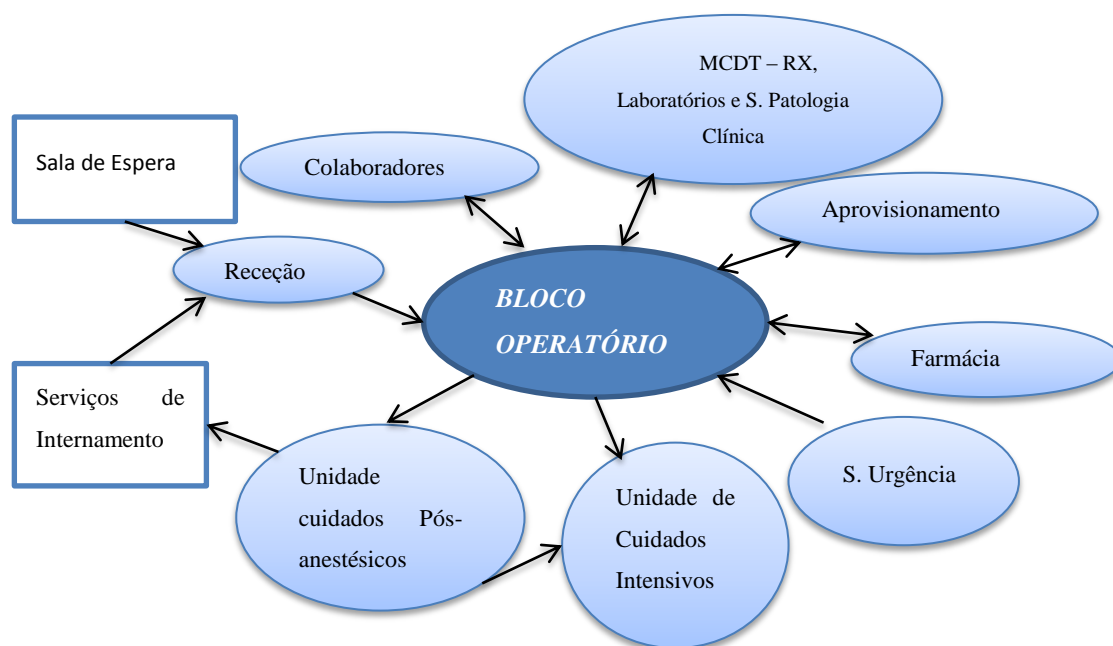 MCDT – RX,
Laboratórios e S. Patologia
Clínica
Sala de Espera
Colaboradores
Aprovisionamento
Receção
BLOCO
OPERATÓRIO
Farmácia
Serviços de
Internamento
Unidade
cuidados Pós-
anestésicos
Unidade de
Cuidados
Intensivos
S. Urgência